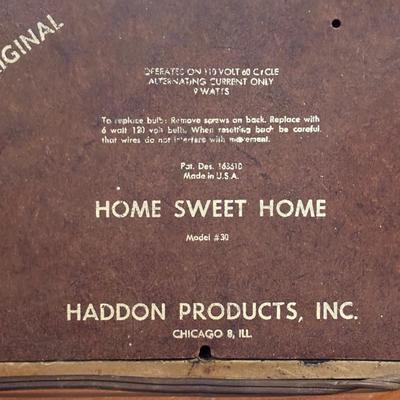 ORIGINAL
OPERATES ON 110 VOLT 60 CYCLE
ALTERNATING CURRENT ONLY
9 WATTS
To replace bulb: Remove screws on back. Replace with
6 watt 120 volt bulb. When resetting back be careful
that wires do not interfere with movement.
Pat. Des. 163610
Made in U.S.A.
HOME SWEET HOME
Model #30
HADDON PRODUCTS, INC.
CHICAGO 8, ILL.